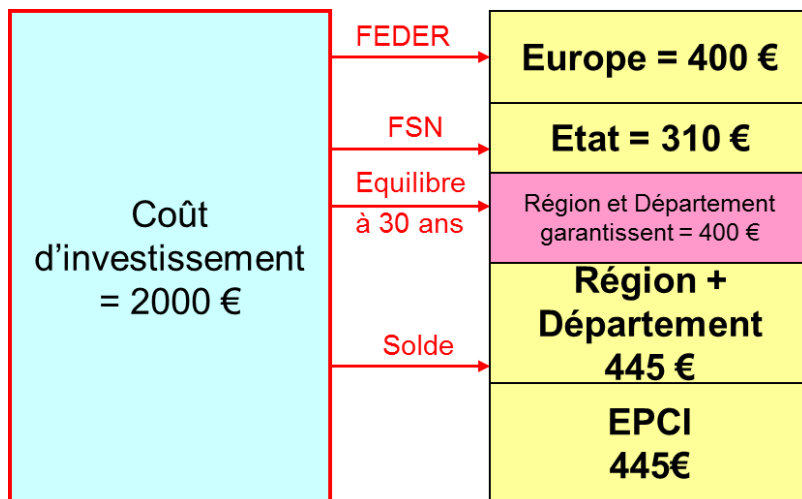 Coût
d’investissement
= 2000 €
FEDER
FSN
Equilibre
à 30 ans
Solde
Europe = 400 €
Etat = 310 €
Région et Département
garantissent = 400 €
Région +
Département
445 €
EPCI
445€